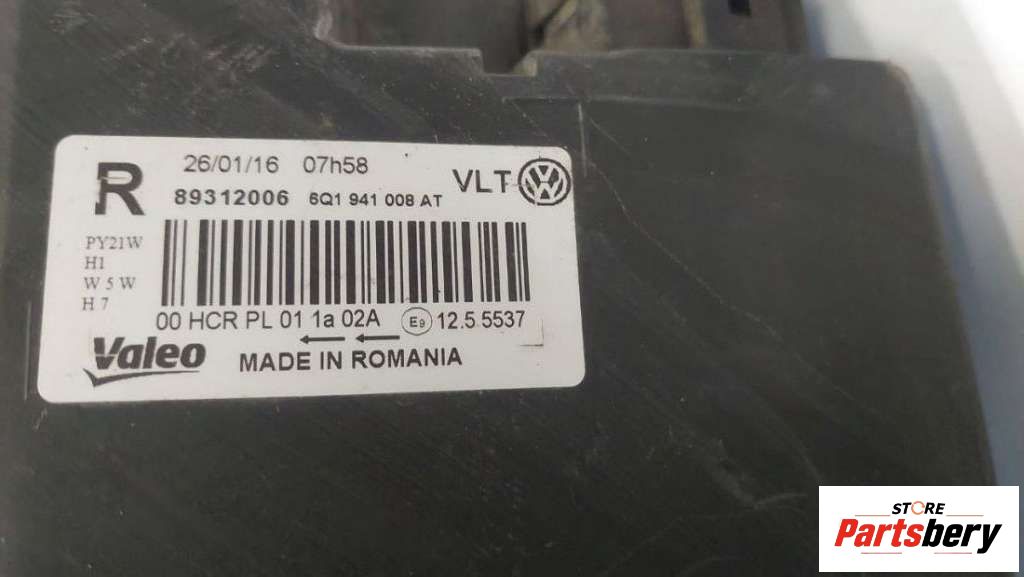 R 26/01/16 07h58 VLT
89312006 6Q1 941 008 AT
PY21W
H1
W 5 W
H 7
00 HCR PL 01 1a 02A E9 12.5.5537
Valeo MADE IN ROMANIA
STORE
Partsbery